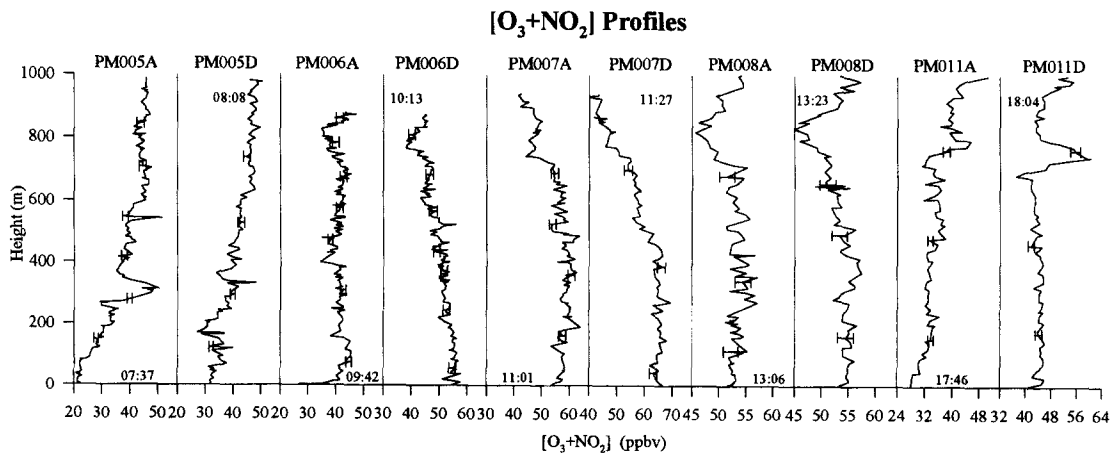 [O3+NO2] Profiles
PM005A PM005D PM006A PM006D PM007A PM007D PM008A PM008D PM011A PM011D
1000
08:08 10:13 11:27 13:23 18:04
800
600
Height (m)
400
200
07:37 09:42 11:01 13:06 17:46
0
20 30 40 50 20 30 40 50 20 30 40 50 30 40 50 60 30 40 50 60 40 50 60 70 45 55 65 45 50 55 60 24 32 40 48 32 40 48 56 64
[O3+NO2] (ppbv)